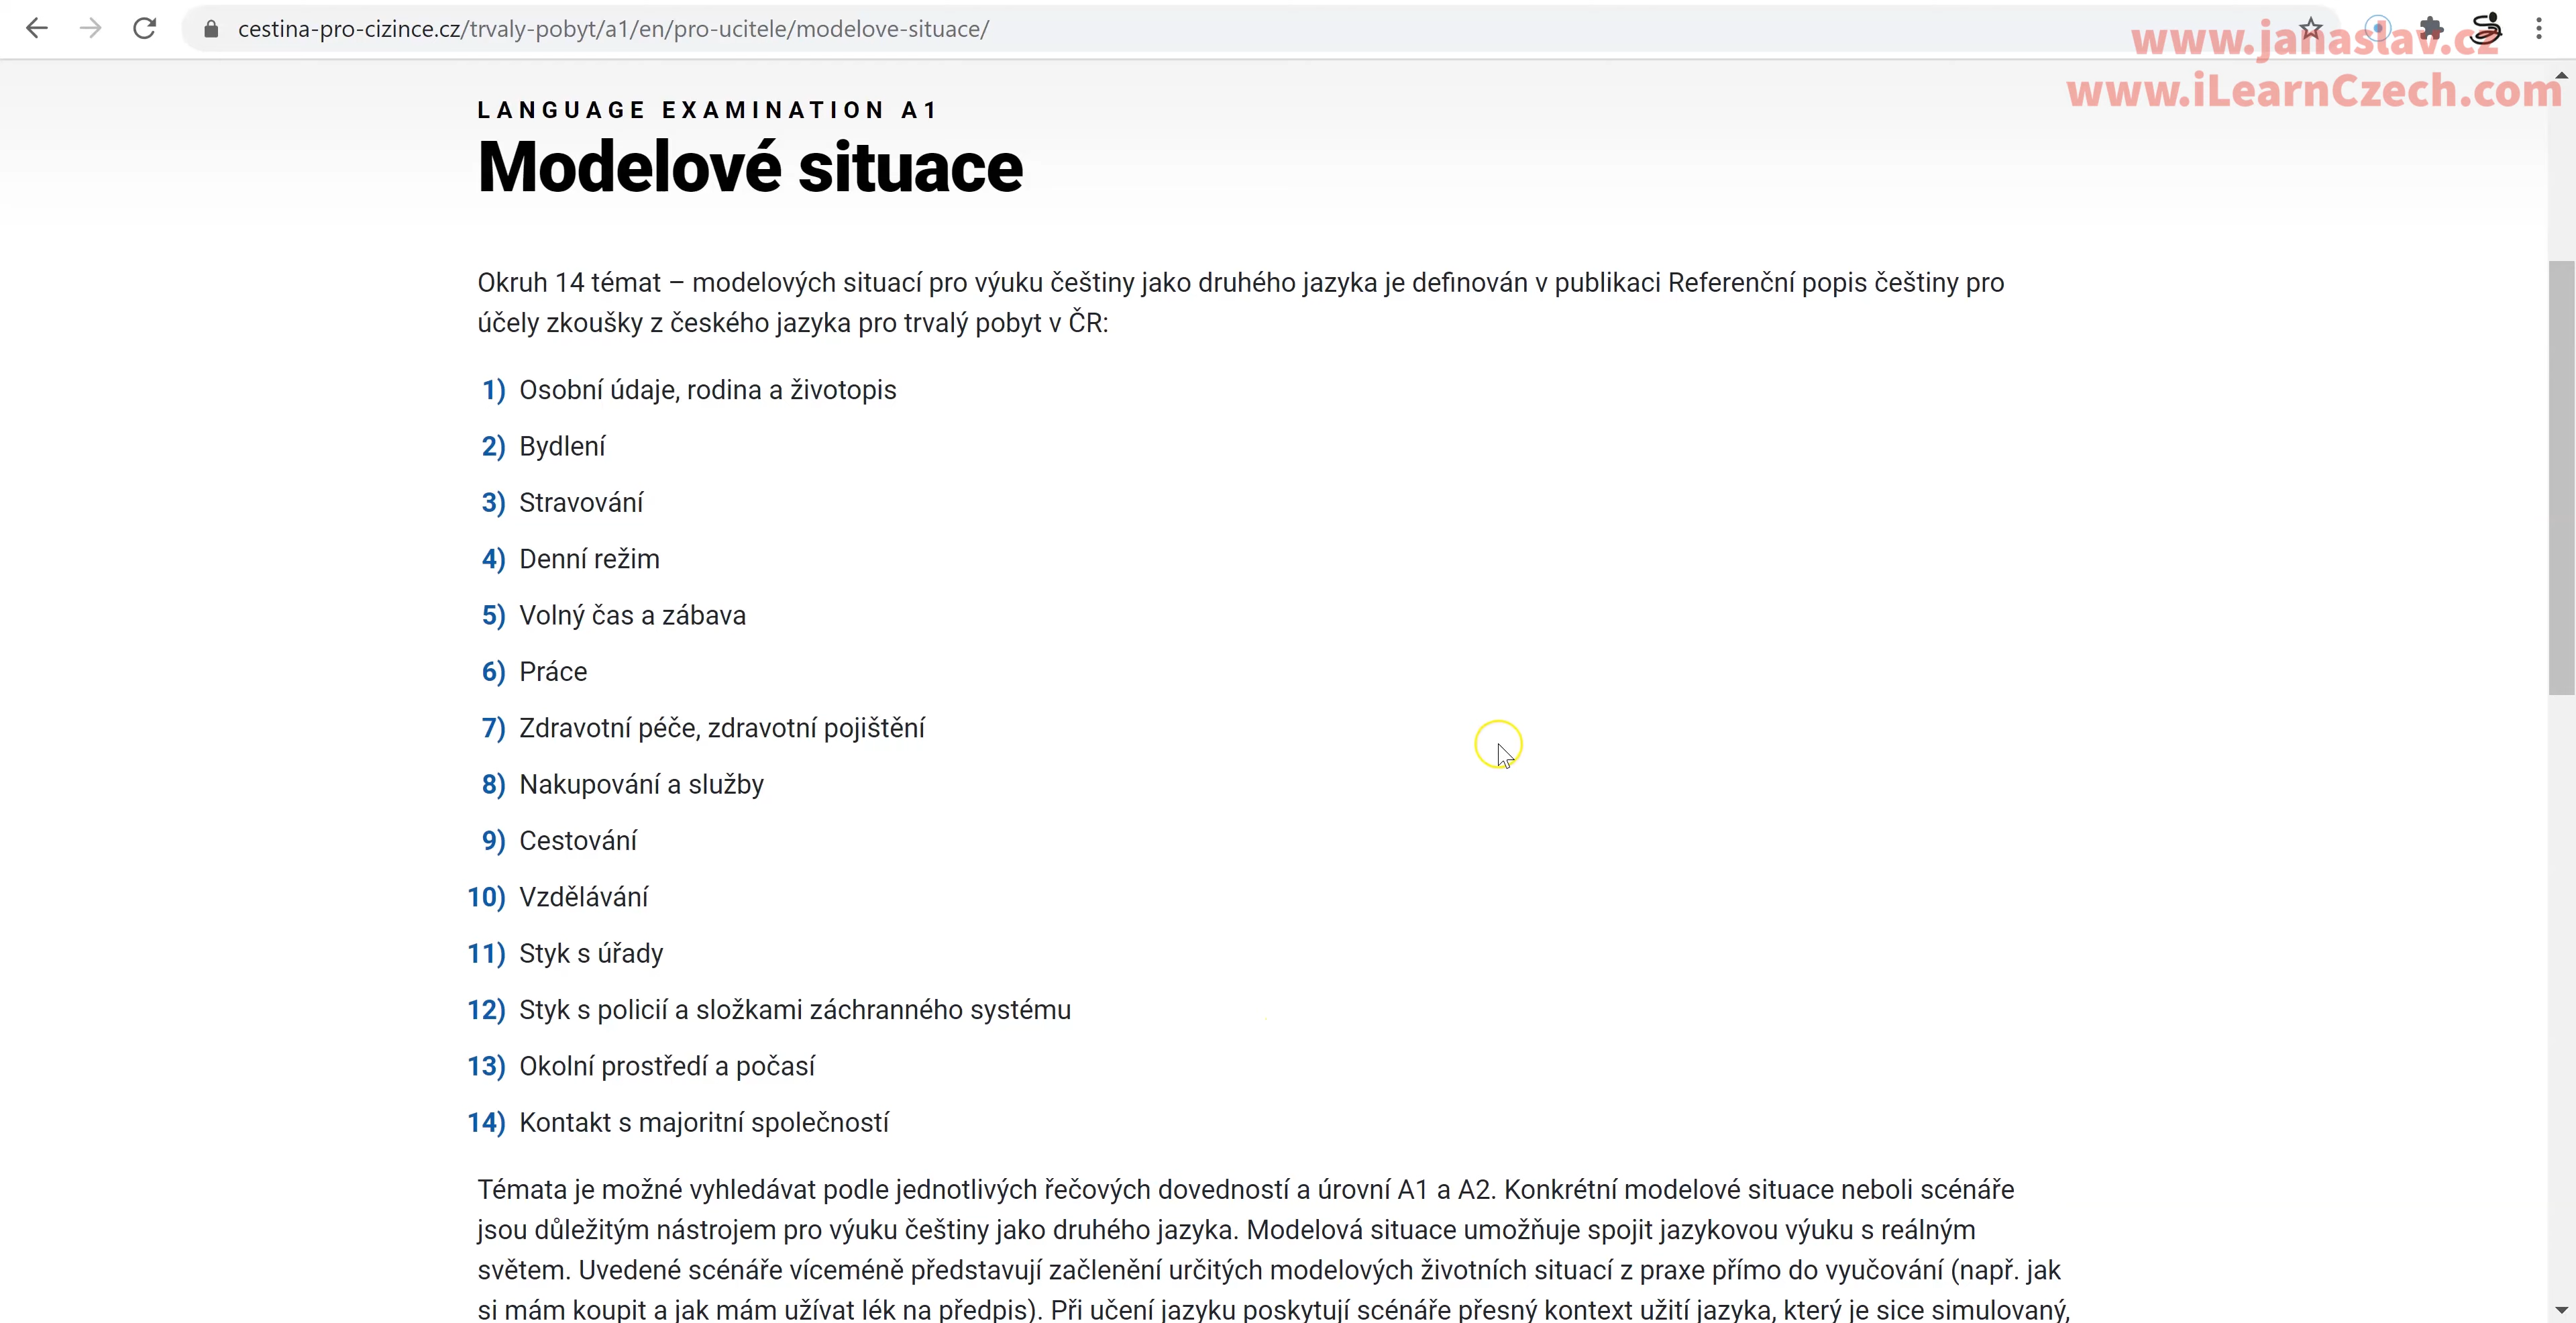 cestina-pro-cizince.cz/trvaly-pobyt/a1/en/pro-ucitele/modelove-situace/
www.janaslav.cz
www.iLearnCzech.com
LANGUAGE EXAMINATION A1
Modelové situace
Okruh 14 témat – modelových situací pro výuku češtiny jako druhého jazyka je definován v publikaci Referenční popis češtiny pro
účely zkoušky z českého jazyka pro trvalý pobyt v ČR:
1) Osobní údaje, rodina a životopis
2) Bydlení
3) Stravování
4) Denní režim
5) Volný čas a zábava
6) Práce
7) Zdravotní péče, zdravotní pojištění
8) Nakupování a služby
9) Cestování
10) Vzdělávání
11) Styk s úřady
12) Styk s policií a složkami záchranného systému
13) Okolní prostředí a počasí
14) Kontakt s majoritní společností
Témata je možné vyhledávat podle jednotlivých řečových dovedností a úrovní A1 a A2. Konkrétní modelové situace neboli scénáře
jsou důležitým nástrojem pro výuku češtiny jako druhého jazyka. Modelová situace umožňuje spojit jazykovou výuku s reálným
světem. Uvedené scénáře víceméně představují začlenění určitých modelových životních situací z praxe přímo do vyučování (např. jak
si mám koupit a jak mám užívat lék na předpis). Při učení jazyku poskytují scénáře přesný kontext užití jazyka, který je sice simulovaný,